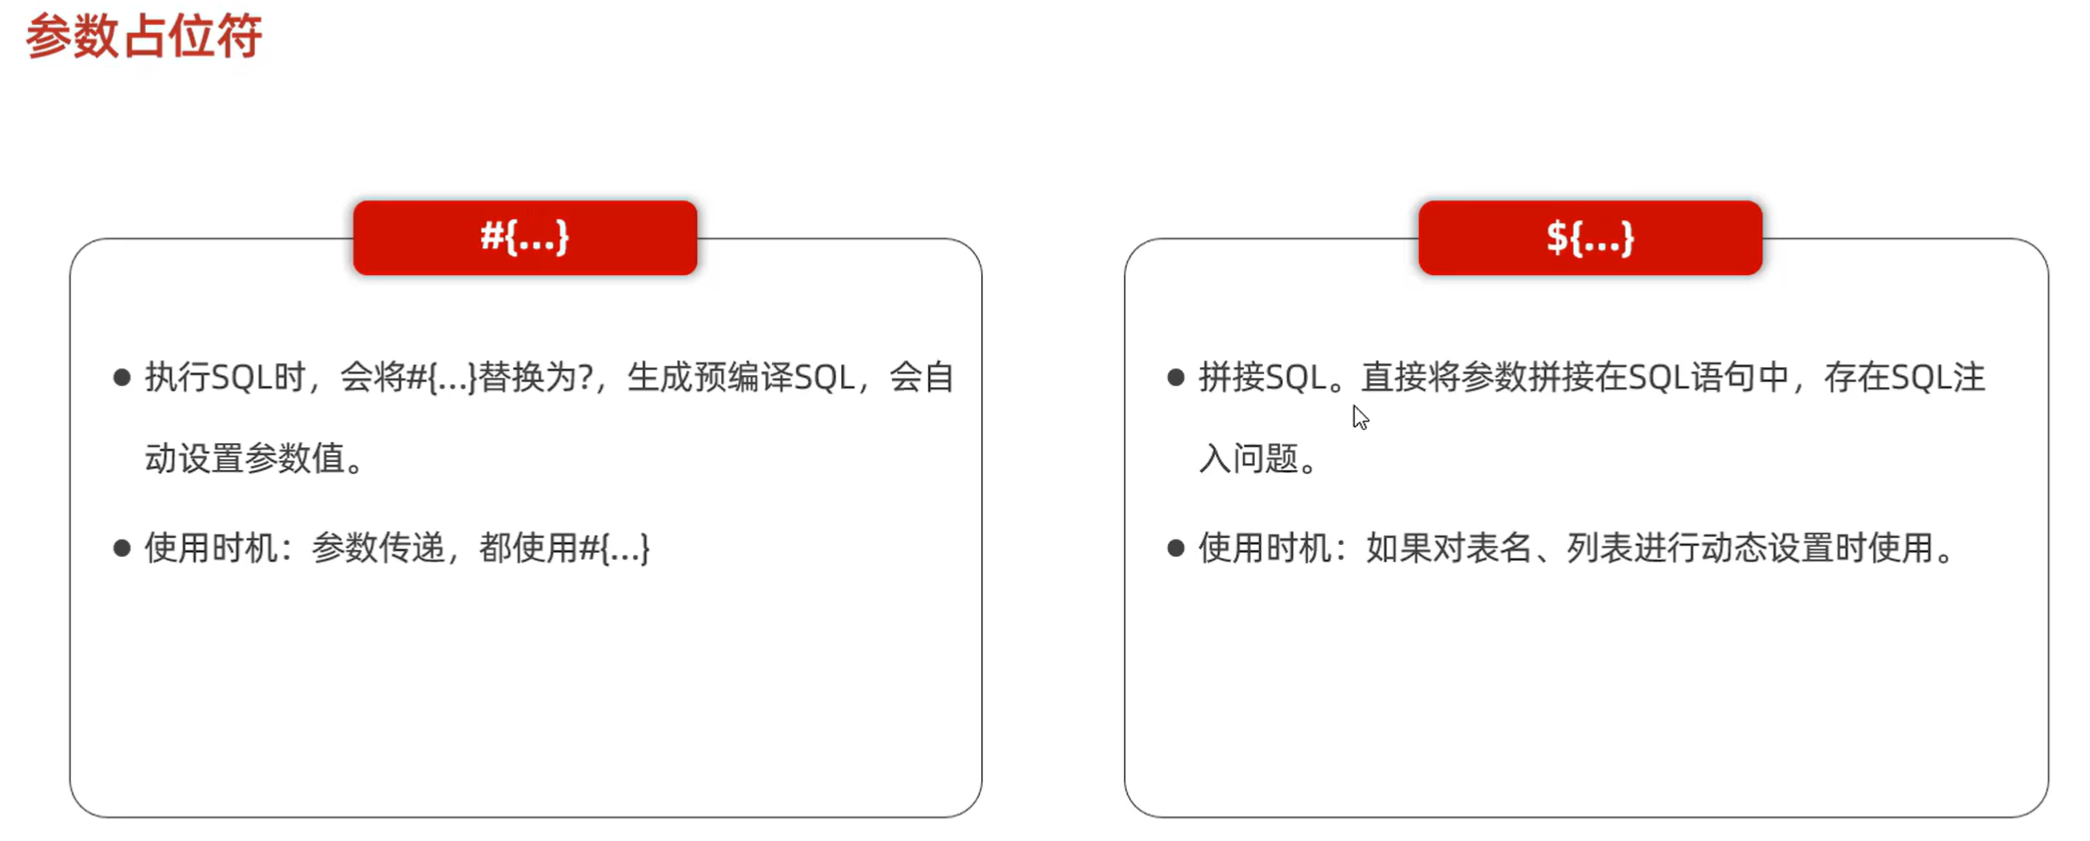 参数占位符
#{...}
执行SQL时，会将#{...}替换为?，生成预编译SQL，会自
动设置参数值。
使用时机：参数传递，都使用#{...}
${...}
拼接SQL。直接将参数拼接在SQL语句中，存在SQL注
入问题。
使用时机：如果对表名、列表进行动态设置时使用。